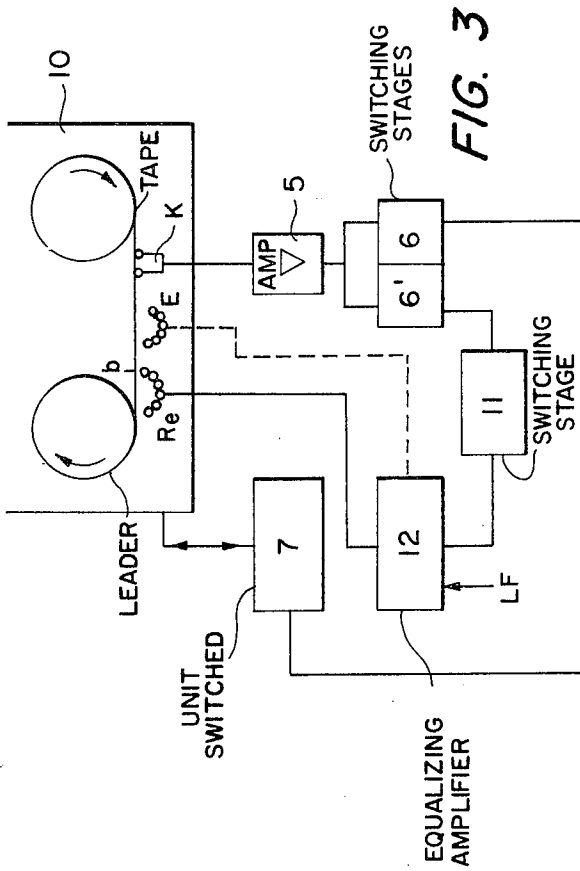 10
TAPE
K
E
b
Re
LEADER
AMP
5
SWITCHING
STAGES
6'
6
FIG. 3
11
SWITCHING
STAGE
7
UNIT
SWITCHED
12
LF
EQUALIZING
AMPLIFIER